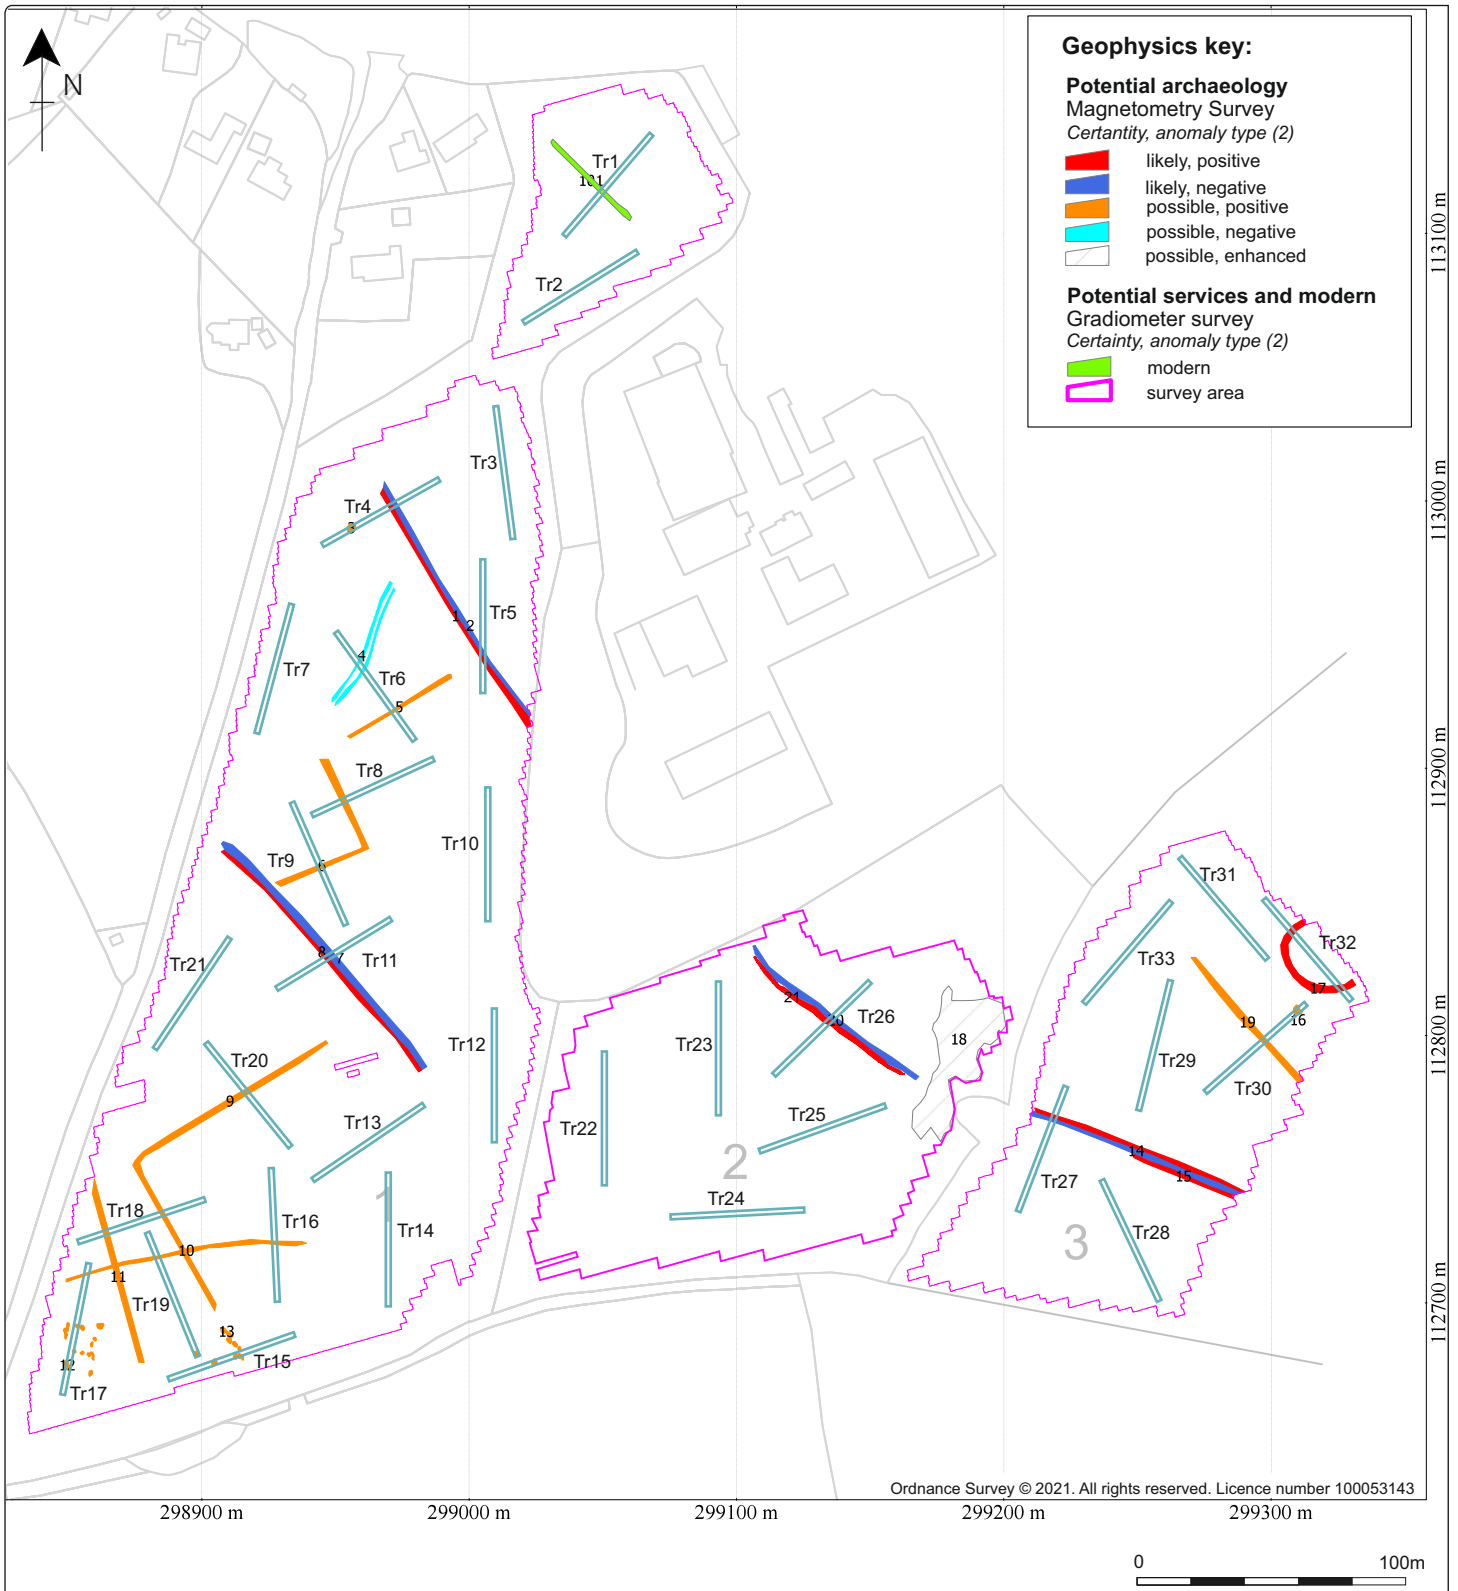 N
Geophysics key:
Potential archaeology
Magnetometry Survey
Certantity, anomaly type (2)
likely, positive
likely, negative
possible, positive
possible, negative
possible, enhanced
Potential services and modern
Gradiometer survey
Certainty, anomaly type (2)
modern
survey area
Tr1
101
Tr2
Tr3
Tr4
3
1
2
Tr5
4
Tr6
5
Tr7
Tr8
Tr9
6
Tr10
8
7
Tr11
Tr21
Tr12
Tr20
9
Tr13
Tr18
Tr16
1
Tr14
10
11
Tr19
13
12
Tr15
Tr17
21
20
Tr26
18
Tr23
Tr22
Tr25
2
Tr24
Tr31
Tr32
Tr33
17
16
19
Tr29
Tr30
14
15
Tr27
Tr28
3
113100 m
113000 m
112900 m
112800 m
112700 m
Ordnance Survey © 2021. All rights reserved. Licence number 100053143
298900 m
299000 m
299100 m
299200 m
299300 m
0
100m